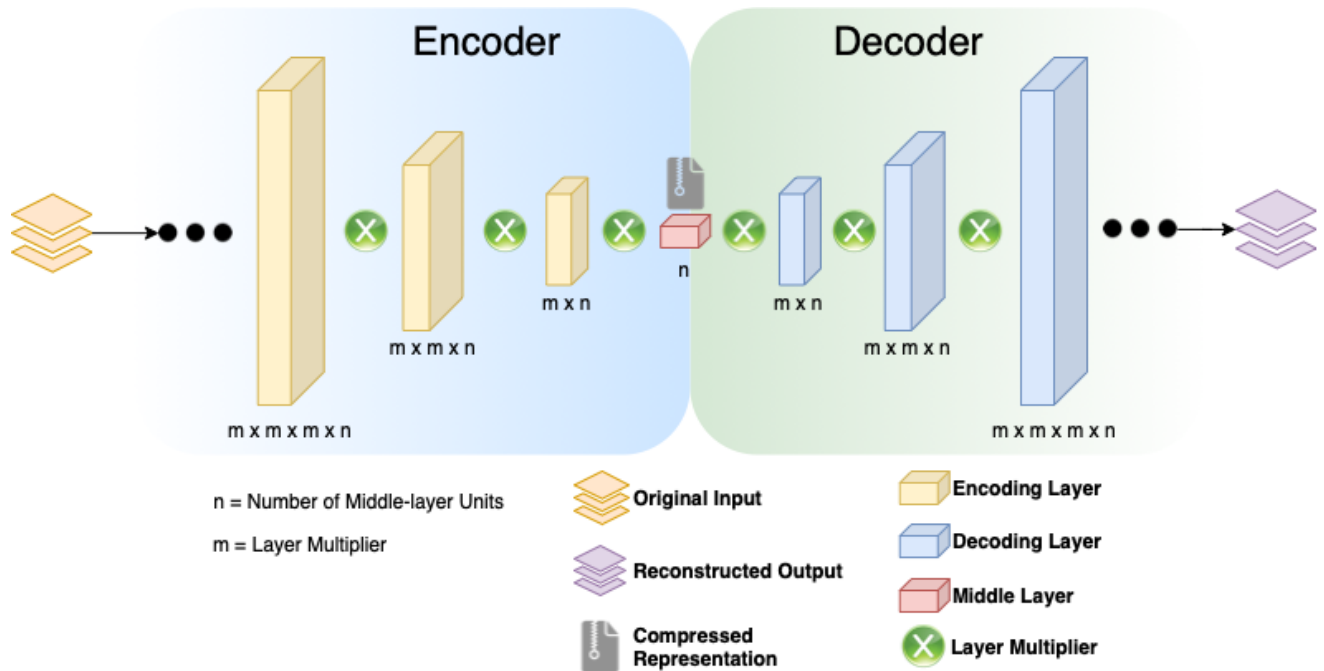 Encoder
Decoder
n
m x n
m x n
m x m x n
m x m x n
m x m x m x n
m x m x m x n
n = Number of Middle-layer Units
m = Layer Multiplier
Original Input
Reconstructed Output
Compressed
Representation
Encoding Layer
Decoding Layer
Middle Layer
Layer Multiplier